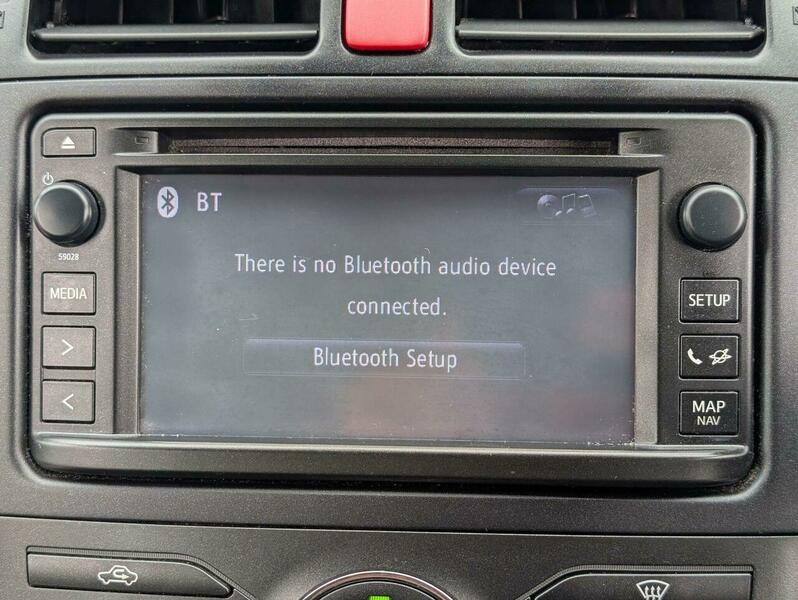 BT
There is no Bluetooth audio device
connected.
Bluetooth Setup
59028
MEDIA
>
<
SETUP
MAP
NAV